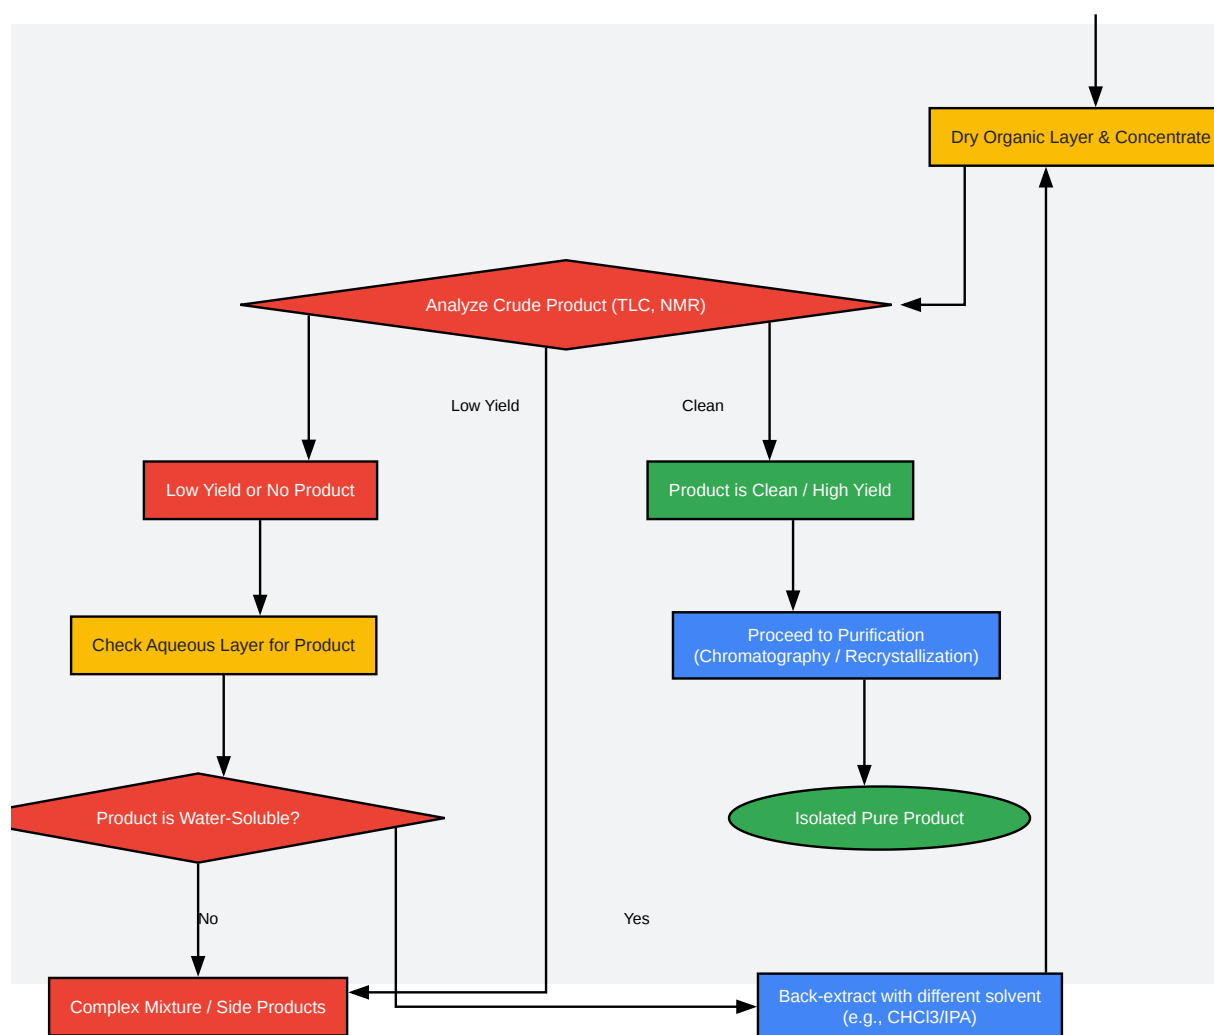 Dry Organic Layer & Concentrate
Analyze Crude Product (TLC, NMR)
Low Yield
Clean
Low Yield or No Product
Product is Clean / High Yield
Check Aqueous Layer for Product
Proceed to Purification
(Chromatography / Recrystallization)
Product is Water-Soluble?
Isolated Pure Product
No
Yes
Complex Mixture / Side Products
Back-extract with different solvent
(e.g., CHCl3/IPA)